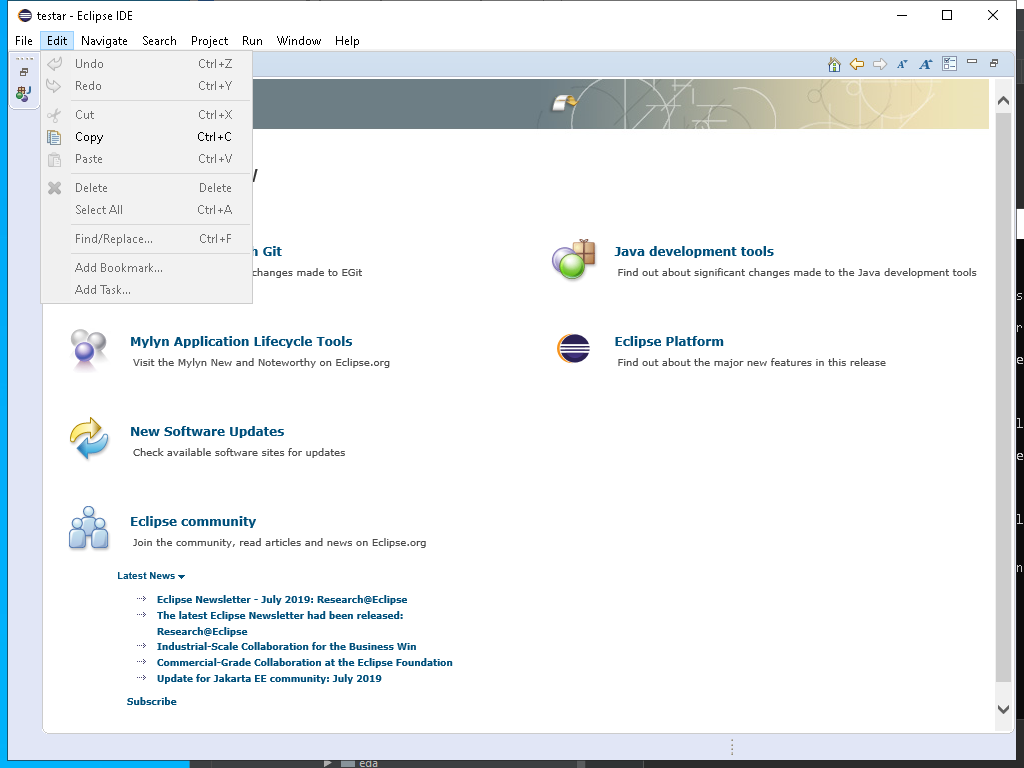 testar - Eclipse IDE
File Edit Navigate Search Project Run Window Help
Undo Ctrl+Z
Redo Ctrl+Y
Cut Ctrl+X
Copy Ctrl+C
Paste Ctrl+V
Delete Delete
Select All Ctrl+A
Find/Replace... Ctrl+F
Add Bookmark...
Add Task...
Git
changes made to EGit
Java development tools
Find out about significant changes made to the Java development tools
Mylyn Application Lifecycle Tools
Visit the Mylyn New and Noteworthy on Eclipse.org
Eclipse Platform
Find out about the major new features in this release
New Software Updates
Check available software sites for updates
Eclipse community
Join the community, read articles and news on Eclipse.org
Latest News
Eclipse Newsletter - July 2019: Research@Eclipse
The latest Eclipse Newsletter had been released:
Research@Eclipse
Industrial-Scale Collaboration for the Business Win
Commercial-Grade Collaboration at the Eclipse Foundation
Update for Jakarta EE community: July 2019
Subscribe
eda